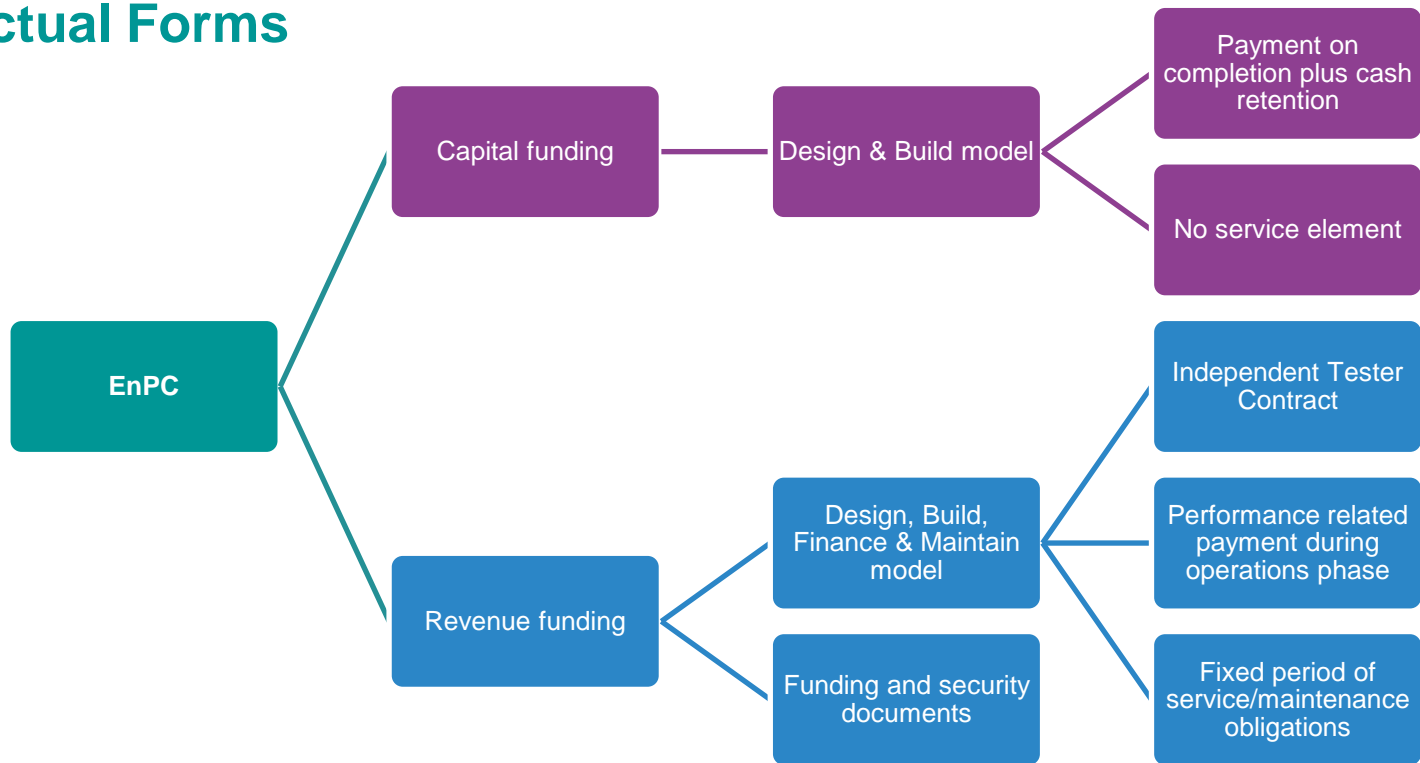 ctual Forms
Payment on
completion plus cash
retention
Capital funding
Design & Build model
No service element
EnPC
Independent Tester
Contract
Design, Build,
Finance & Maintain
model
Performance related
payment during
operations phase
Revenue funding
Funding and security
documents
Fixed period of
service/maintenance
obligations